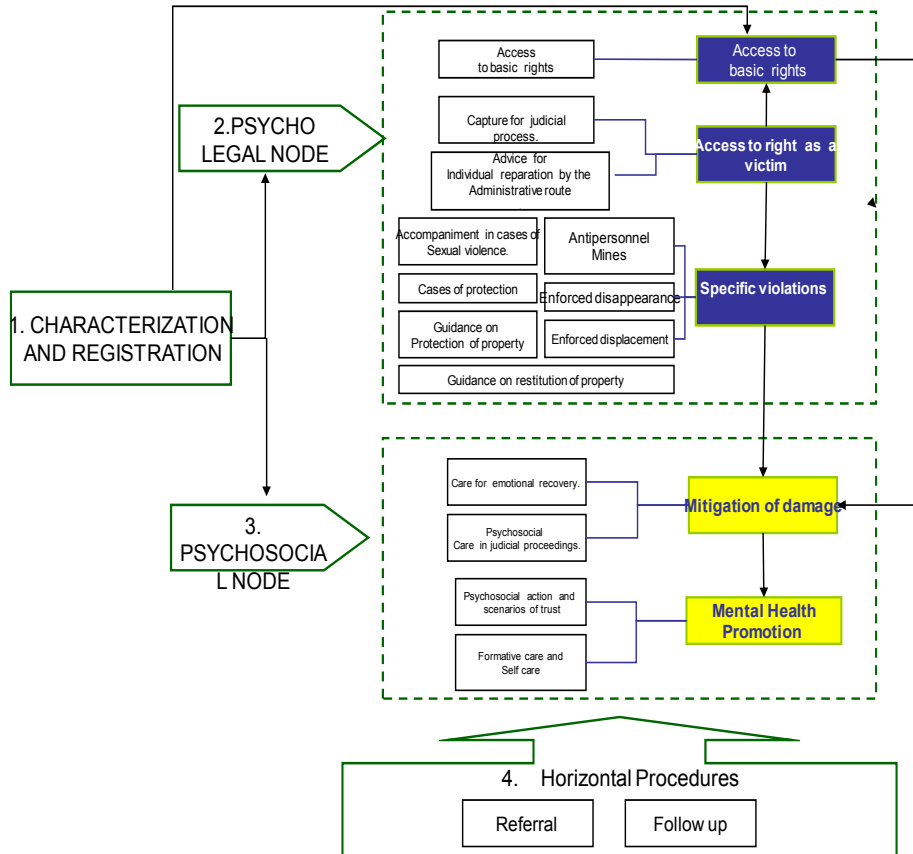 Access
to basic rights
Access to
basic rights
2.PSYCHO
LEGAL NODE
Capture for judicial
process.
Access to right as a
victim
Advice for
Individual reparation by the
Administrative route
Accompaniment in cases of
Sexual violence.
Antipersonnel
Mines
Cases of protection
Enforced disappearance
Specific violations
1. CHARACTERIZATION
AND REGISTRATION
Guidance on
Protection of property
Enforced displacement
Guidance on restitution of property
Care for emotional recovery.
Mitigation of damage
3.
PSYCHOSOCIA
L NODE
Psychosocial
Care in judicial proceedings.
Psychosocial action and
scenarios of trust
Mental Health
Promotion
Formative care and
Self care
4. Horizontal Procedures
Referral
Follow up